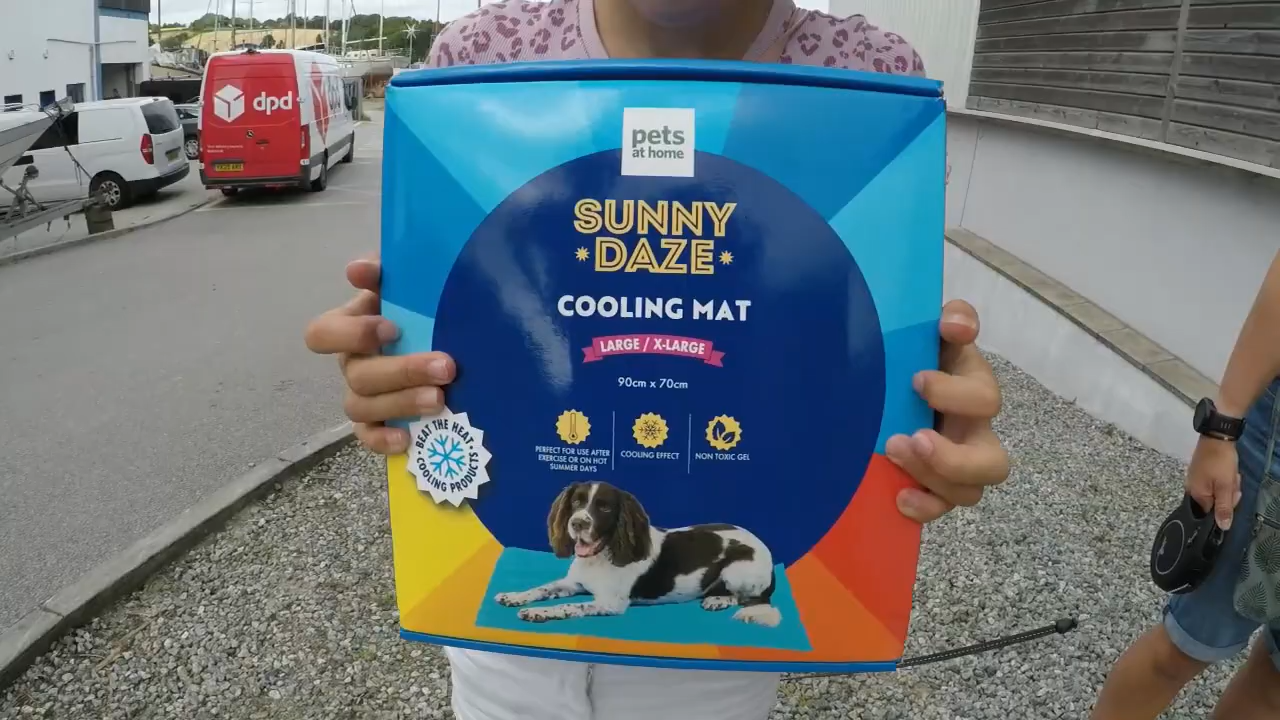 dpd
pets
at home
SUNNY
DAZE
COOLING MAT
LARGE / X-LARGE
90cm x 70cm
PERFECT FOR USE AFTER
EXERCISE OR ON HOT
SUMMER DAYS
COOLING EFFECT
NON TOXIC GEL
BEAT THE HEAT
COOLING PRODUCTS